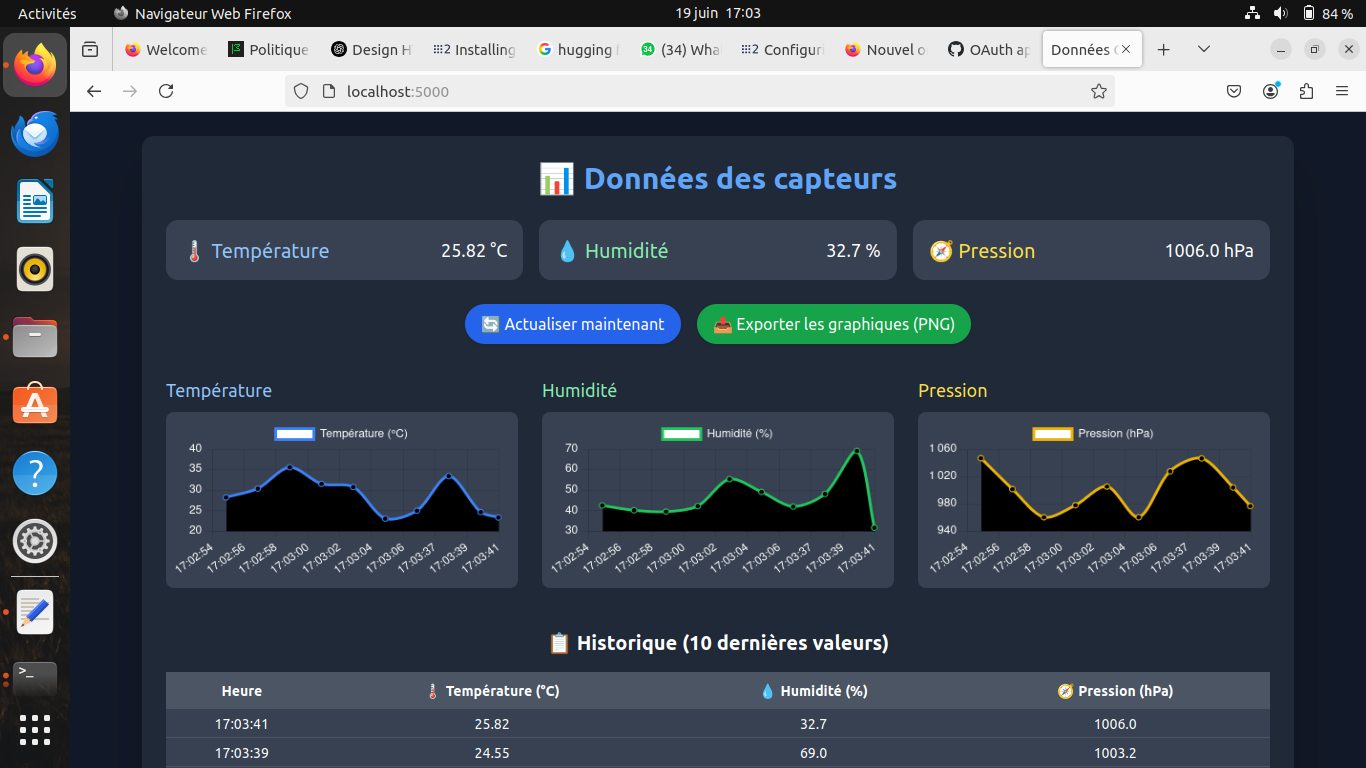 Activités Navigateur Web Firefox 19 juin 17:03 84 %
Welcome Politique Design H Installing hugging (34) Wha Configuri Nouvel o OAuth ap Données
localhost:5000
📊 Données des capteurs
🌡️ Température 25.82 °C 💧 Humidité 32.7 % 🧭 Pression 1006.0 hPa
🔄 Actualiser maintenant 📤 Exporter les graphiques (PNG)
Température Humidité Pression
Température (°C)
40
35
30
25
20
17:02:54 17:02:56 17:02:58 17:03:00 17:03:02 17:03:04 17:03:06 17:03:37 17:03:39 17:03:41
Humidité (%)
70
60
50
40
30
17:02:54 17:02:56 17:02:58 17:03:00 17:03:02 17:03:04 17:03:06 17:03:37 17:03:39 17:03:41
Pression (hPa)
1 060
1 020
980
940
17:02:54 17:02:56 17:02:58 17:03:00 17:03:02 17:03:04 17:03:06 17:03:37 17:03:39 17:03:41
📋 Historique (10 dernières valeurs)
Heure 🌡️ Température (°C) 💧 Humidité (%) 🧭 Pression (hPa)
17:03:41 25.82 32.7 1006.0
17:03:39 24.55 69.0 1003.2